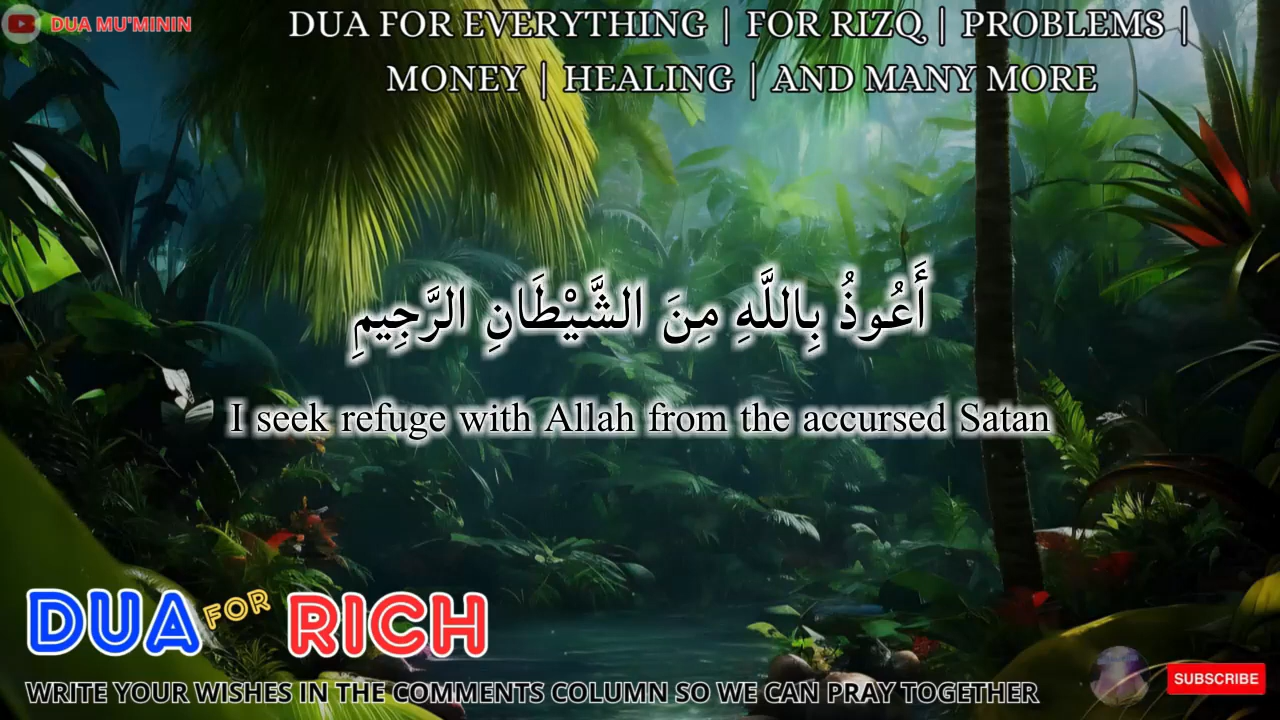 DUA MU'MININ
DUA FOR EVERYTHING | FOR RIZQ | PROBLEMS |
MONEY | HEALING | AND MANY MORE
أَعُوذُ بِاللَّهِ مِنَ الشَّيْطَانِ الرَّجِيمِ
I seek refuge with Allah from the accursed Satan
DUA FOR RICH
WRITE YOUR WISHES IN THE COMMENTS COLUMN SO WE CAN PRAY TOGETHER
SUBSCRIBE